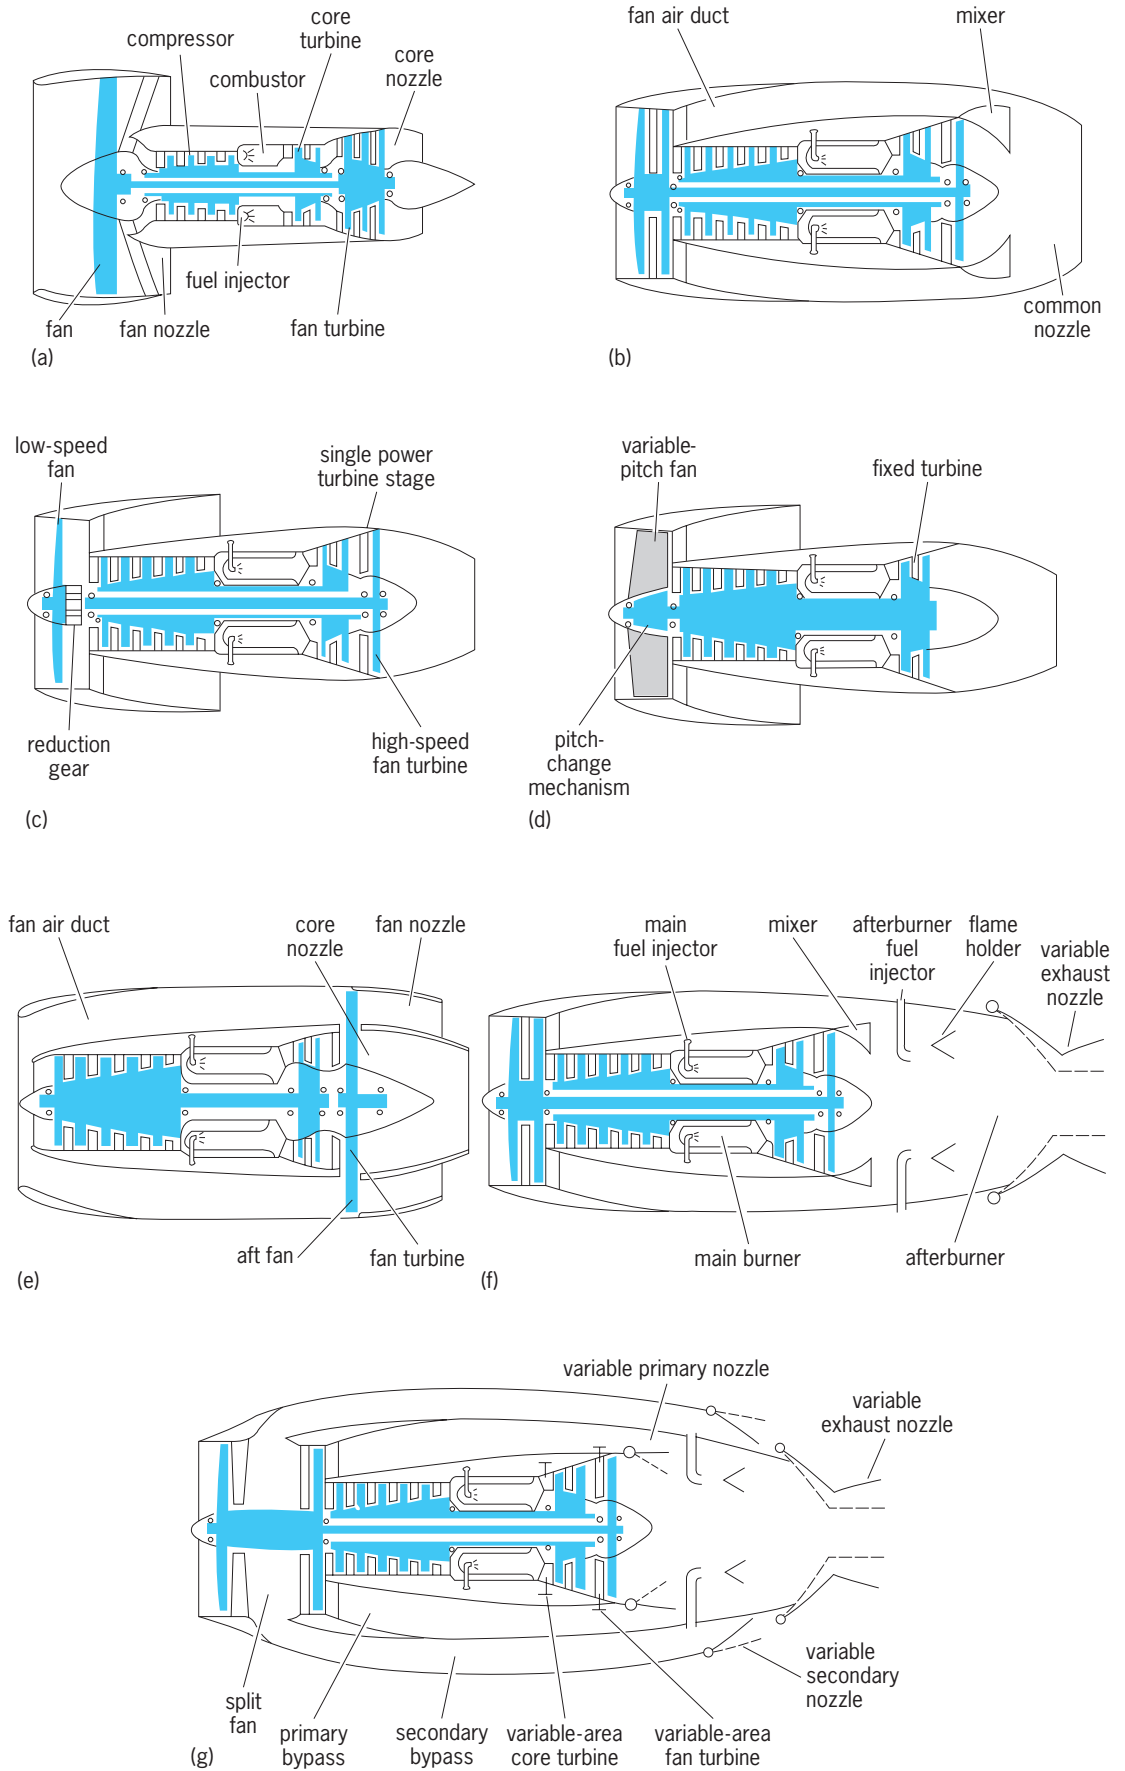 compressor
core
turbine
combustor
core
nozzle
fuel injector
fan
fan nozzle
fan turbine
(a)
fan air duct
mixer
common
nozzle
(b)
low-speed
fan
single power
turbine stage
reduction
gear
high-speed
fan turbine
(c)
variable-
pitch fan
fixed turbine
pitch-
change
mechanism
(d)
fan air duct
core
nozzle
fan nozzle
aft fan
fan turbine
(e)
main
fuel injector
mixer
afterburner
fuel
injector
flame
holder
variable
exhaust
nozzle
main burner
afterburner
(f)
variable primary nozzle
variable
exhaust nozzle
split
fan
primary
bypass
secondary
bypass
variable-area
core turbine
variable-area
fan turbine
variable
secondary
nozzle
(g)